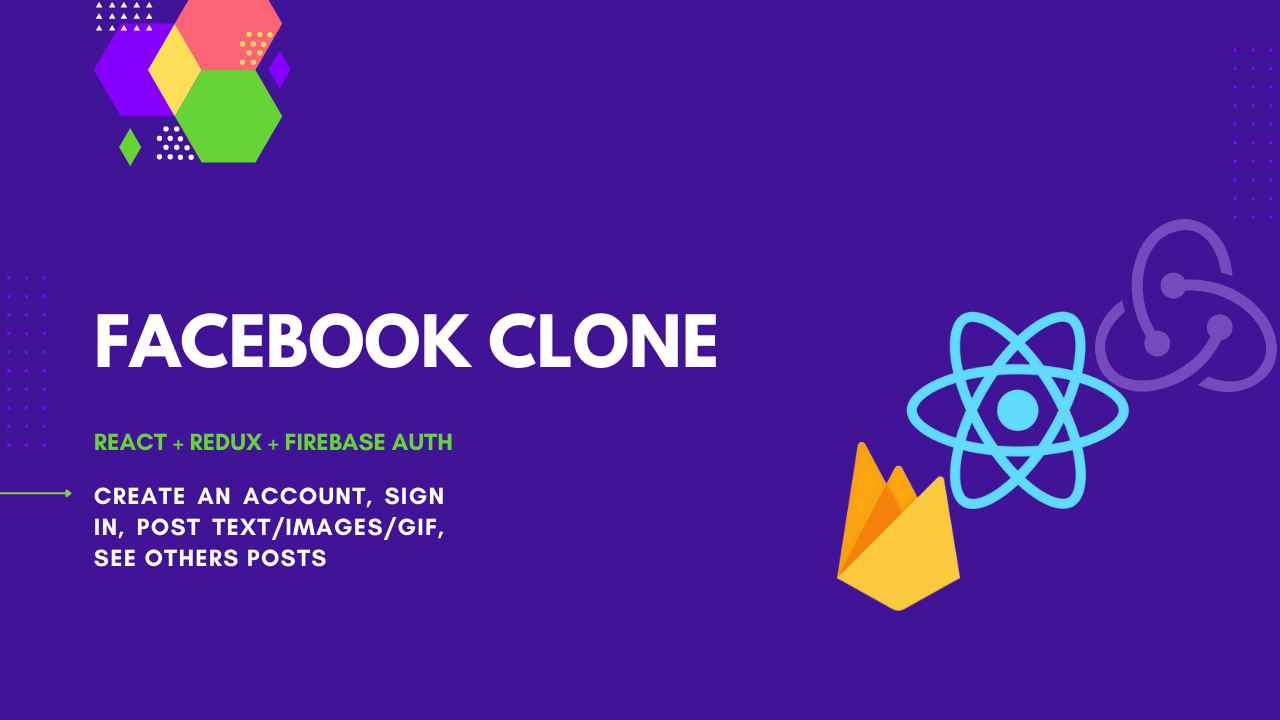 FACEBOOK CLONE
REACT + REDUX + FIREBASE AUTH
CREATE AN ACCOUNT, SIGN
IN, POST TEXT/IMAGES/GIF,
SEE OTHERS POSTS